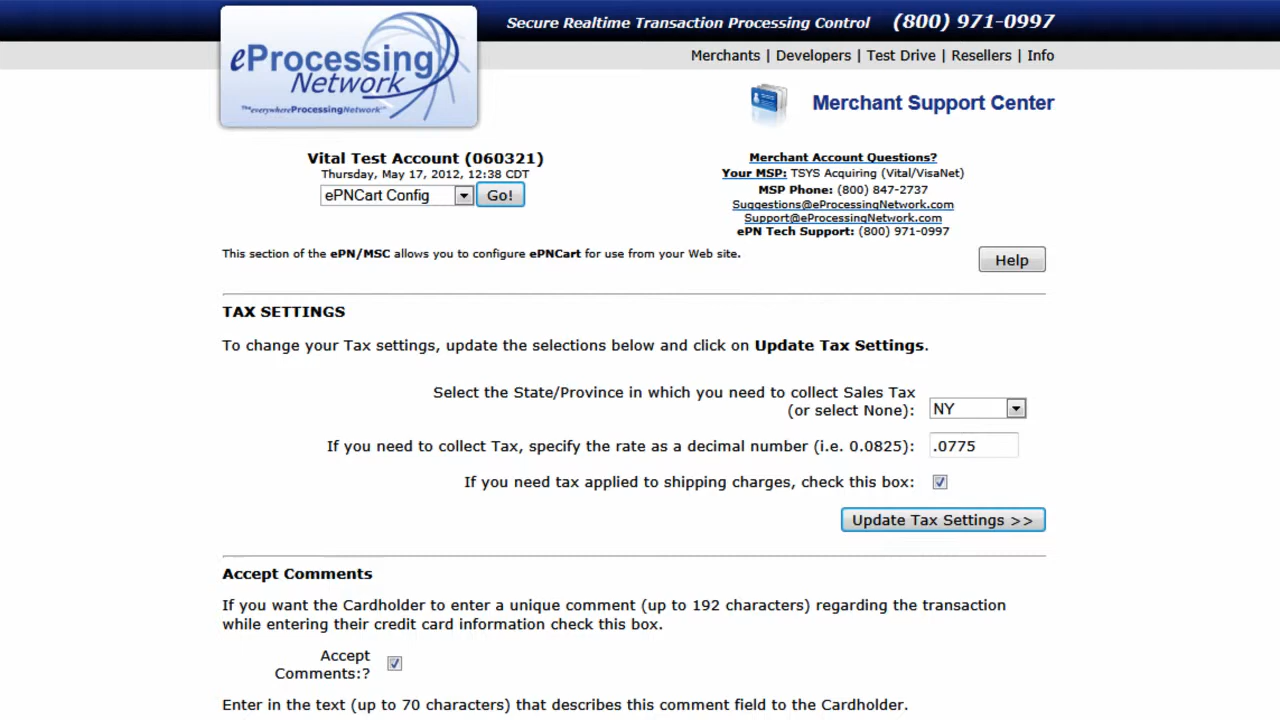 Secure Realtime Transaction Processing Control (800) 971-0997
eProcessing
Network
The everywhereProcessingNetwork
Merchants | Developers | Test Drive | Resellers | Info
Merchant Support Center
Vital Test Account (060321)
Thursday, May 17, 2012, 12:38 CDT
ePNCart Config Go!
Merchant Account Questions?
Your MSP: TSYS Acquiring (Vital/VisaNet)
MSP Phone: (800) 847-2737
Suggestions@eProcessingNetwork.com
Support@eProcessingNetwork.com
ePN Tech Support: (800) 971-0997
This section of the ePN/MSC allows you to configure ePNCart for use from your Web site.
Help
TAX SETTINGS
To change your Tax settings, update the selections below and click on Update Tax Settings.
Select the State/Province in which you need to collect Sales Tax
(or select None): NY
If you need to collect Tax, specify the rate as a decimal number (i.e. 0.0825): .0775
If you need tax applied to shipping charges, check this box:
Update Tax Settings >>
Accept Comments
If you want the Cardholder to enter a unique comment (up to 192 characters) regarding the transaction
while entering their credit card information check this box.
Accept
Comments:?
Enter in the text (up to 70 characters) that describes this comment field to the Cardholder.